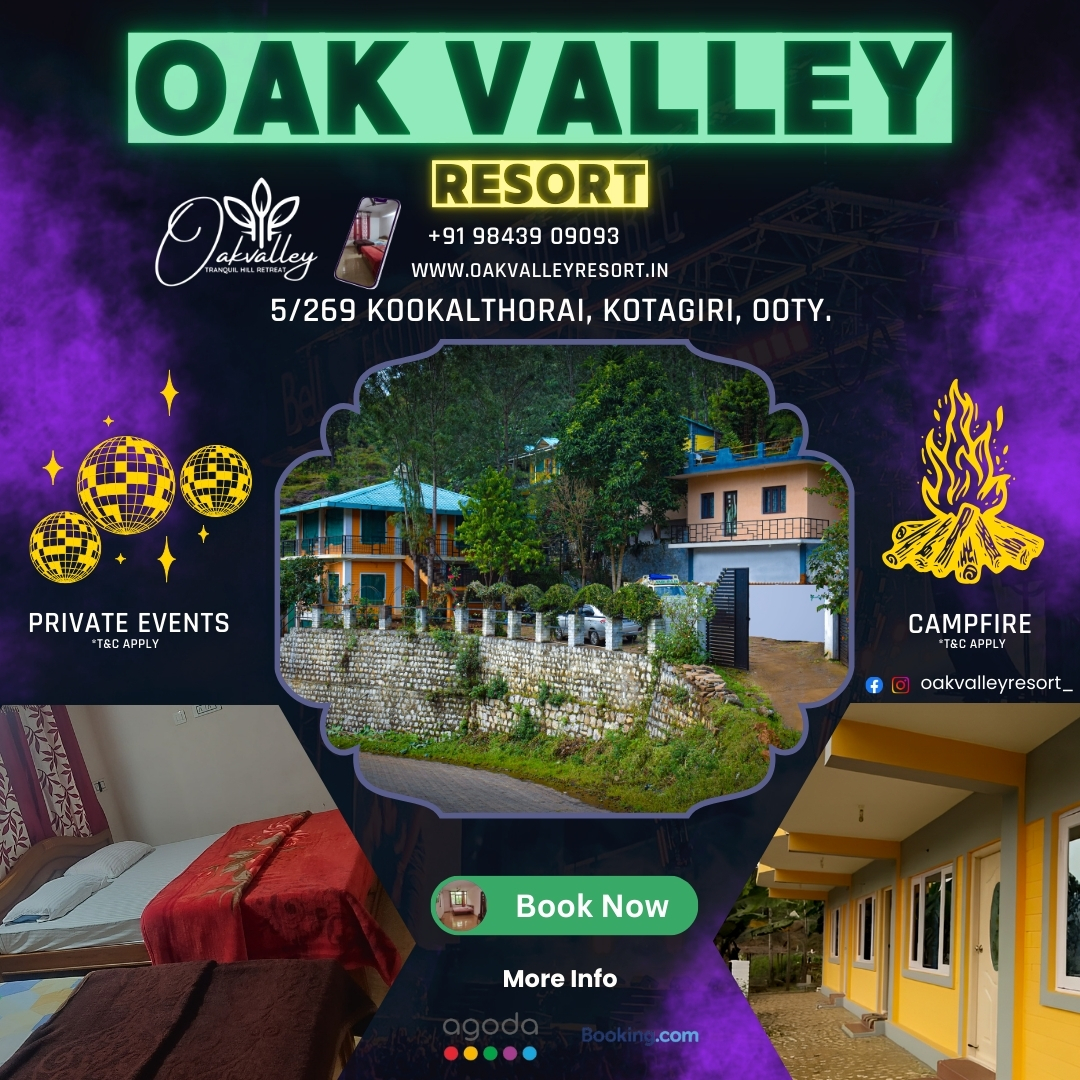 OAK VALLEY
RESORT
Oakvalley
TRANQUIL HILL RETREAT
+91 98439 09093
WWW.OAKVALLEYRESORT.IN
5/269 KOOKALTHORAI, KOTAGIRI, OOTY.
PRIVATE EVENTS
*T&C APPLY
CAMPFIRE
*T&C APPLY
oakvalleyresort_
Book Now
More Info
agoda
Booking.com